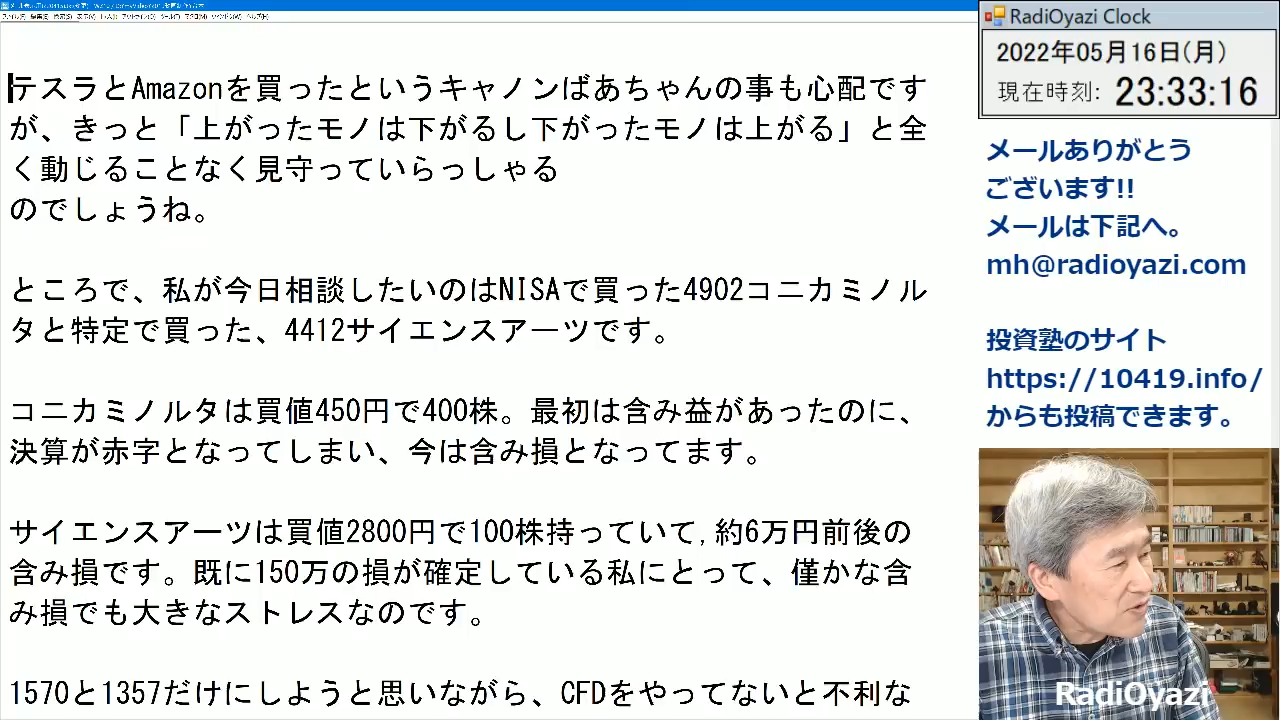 テスラとAmazonを買ったというキャノンばあちゃんの事も心配です
が、きっと「上がったモノは下がるし下がったモノは上がる」と全
く動じることなく見守っていらっしゃる
のでしょうね。
ところで、私が今日相談したいのはNISAで買った4902コニカミノル
タと特定で買った、4412サイエンスアーツです。
コニカミノルタは買値450円で400株。最初は含み益があったのに、
決算が赤字となってしまい、今は含み損となってます。
サイエンスアーツは買値2800円で100株持っていて,約6万円前後の
含み損です。既に150万の損が確定している私にとって、僅かな含
み損でも大きなストレスなのです。
1570と1357だけにしようと思いながら、CFDをやってないと不利な
RadiOyazi Clock
2022年05月16日(月)
現在時刻: 23:33:16
メールありがとう
ございます!!
メールは下記へ。
mh@radioyazi.com
投資塾のサイト
https://10419.info/
からも投稿できます。
RadiOyazi